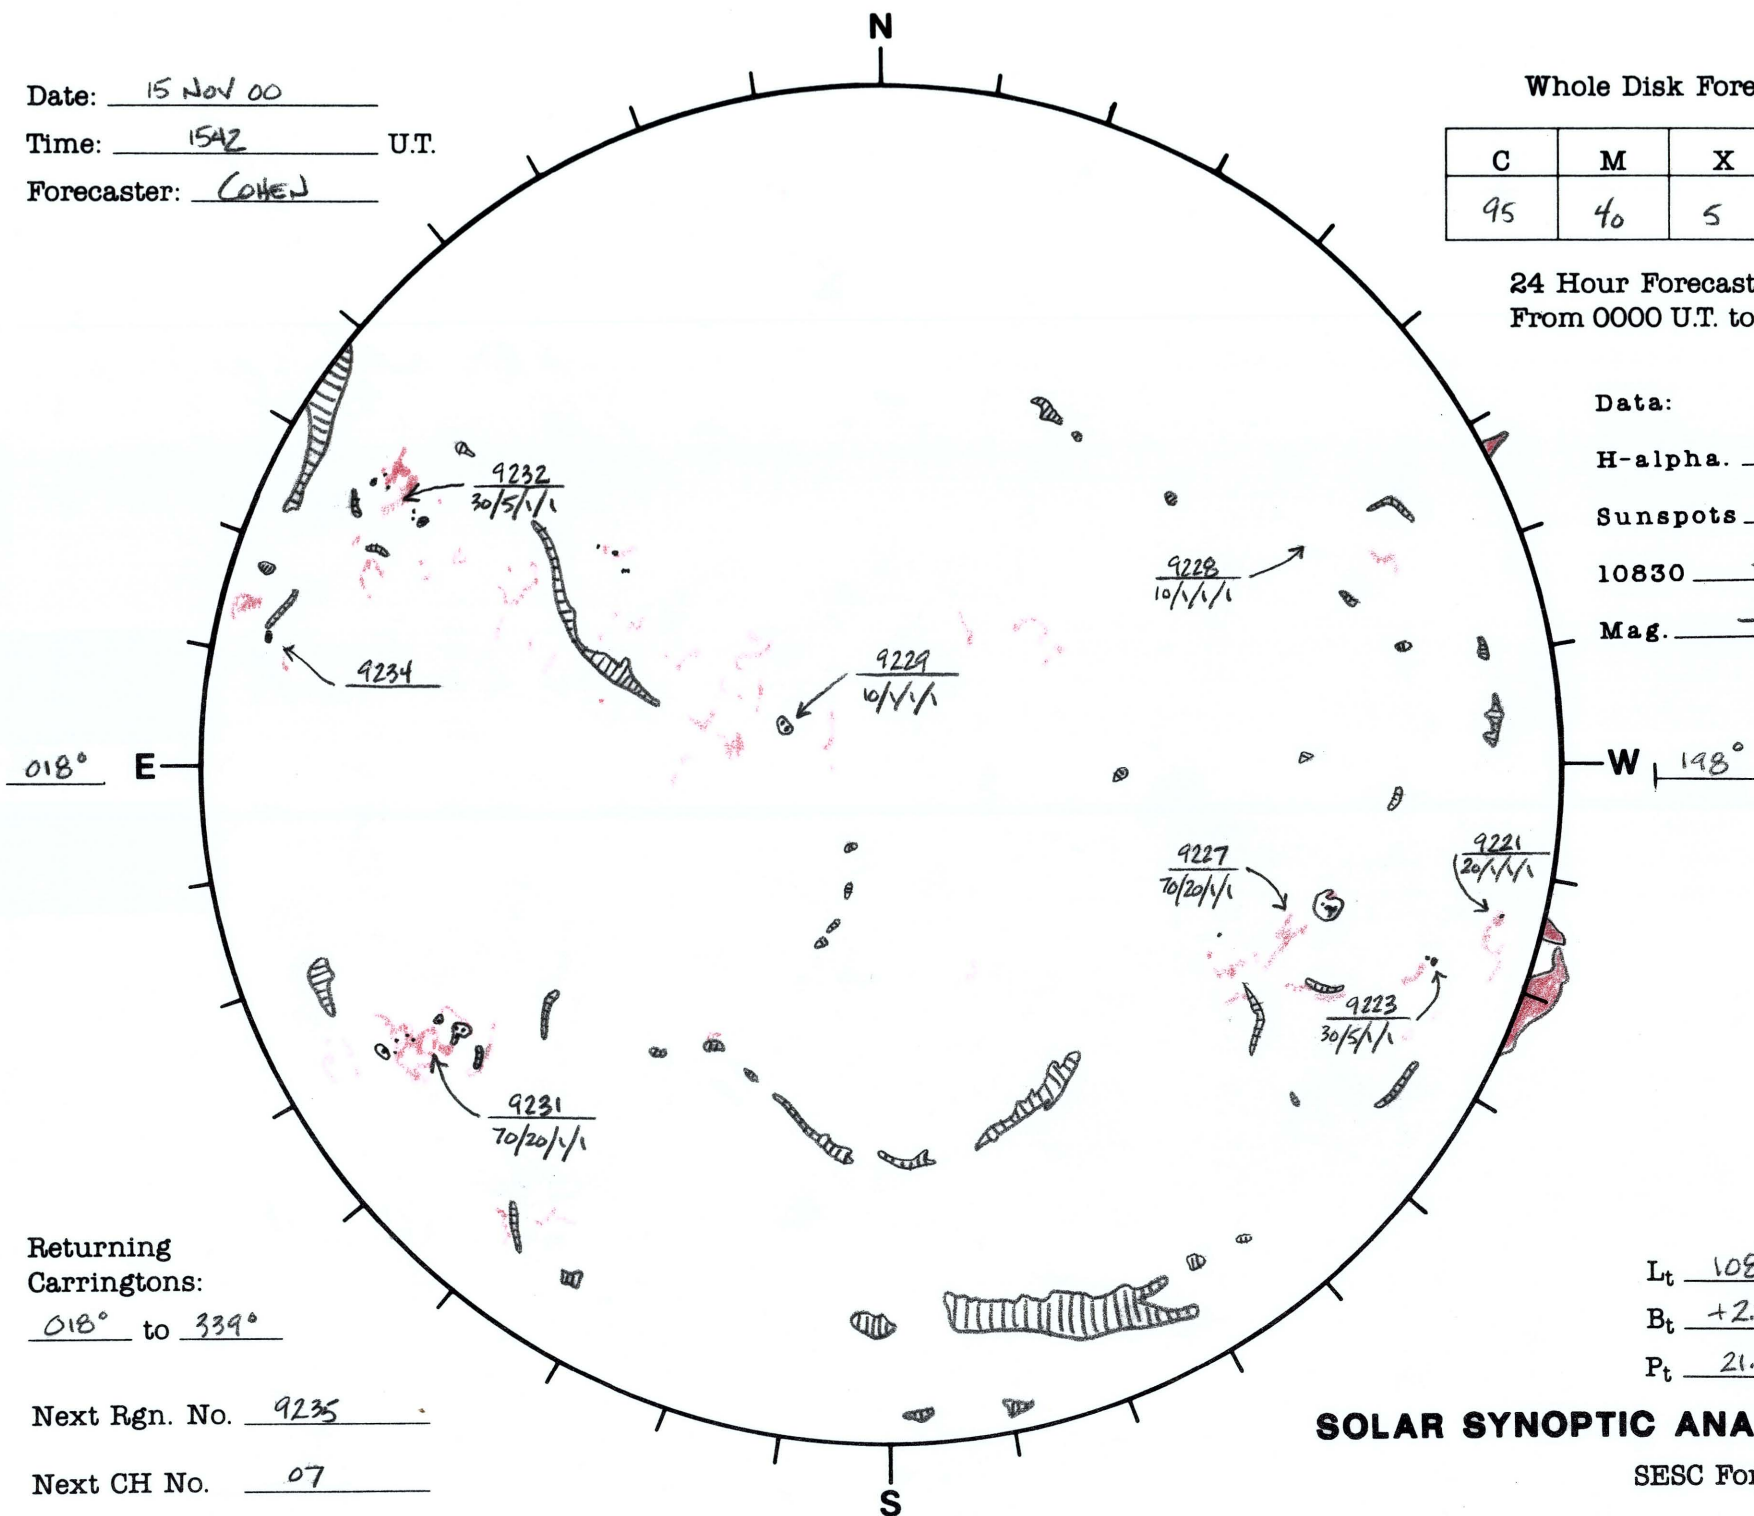 N
Date: 15 NOV 00
Time: 1542 U.T.
Forecaster: COHEN
Whole Disk Fore
C M X
95 40 5
24 Hour Forecast
From 0000 U.T. to
Data:
H-alpha.
Sunspots
10830
Mag.
9232
30/5/1/1
9228
10/1/1/1
9234
9229
10/1/1/1
018° E
W 198°
9227
70/20/1/1
9221
20/1/1/1
9223
30/5/1/1
9231
70/20/1/1
Returning
Carringtons:
018° to 339°
Next Rgn. No. 9235
Next CH No. 07
Lt 108
Bt +2.
Pt 21.
SOLAR SYNOPTIC ANA
SESC For
S